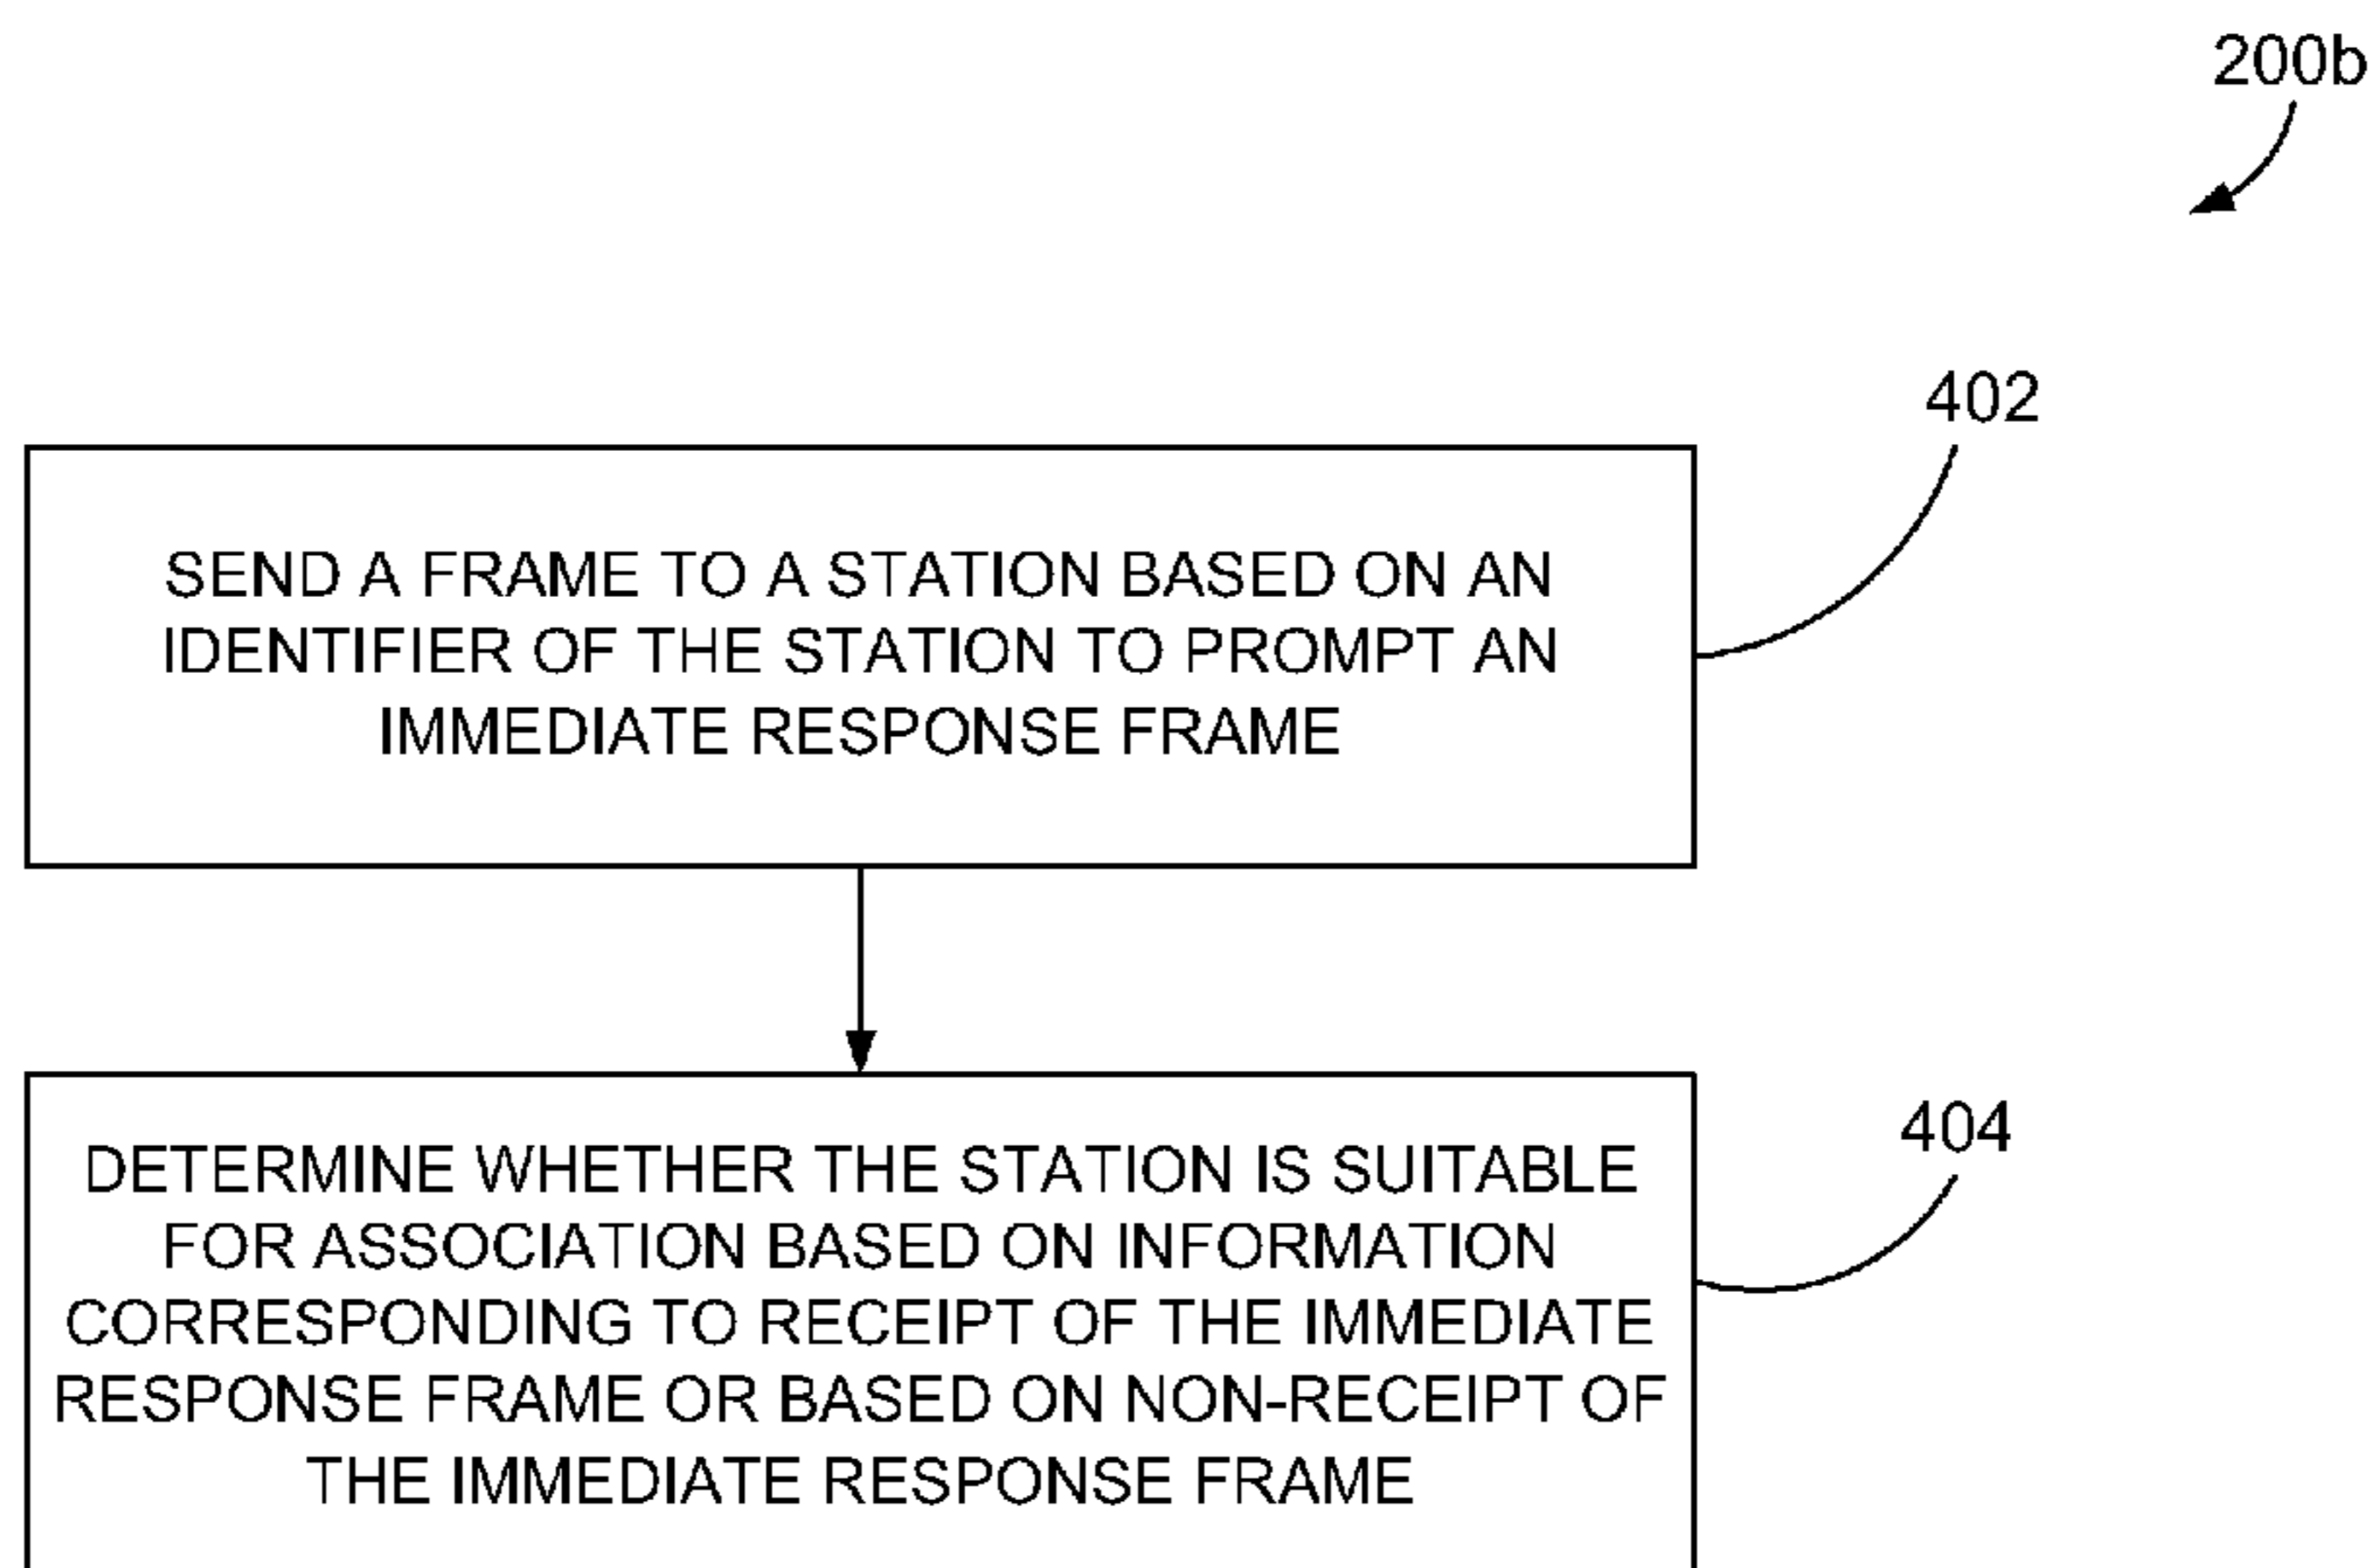 200b
402
SEND A FRAME TO A STATION BASED ON AN
IDENTIFIER OF THE STATION TO PROMPT AN
IMMEDIATE RESPONSE FRAME
404
DETERMINE WHETHER THE STATION IS SUITABLE
FOR ASSOCIATION BASED ON INFORMATION
CORRESPONDING TO RECEIPT OF THE IMMEDIATE
RESPONSE FRAME OR BASED ON NON-RECEIPT OF
THE IMMEDIATE RESPONSE FRAME